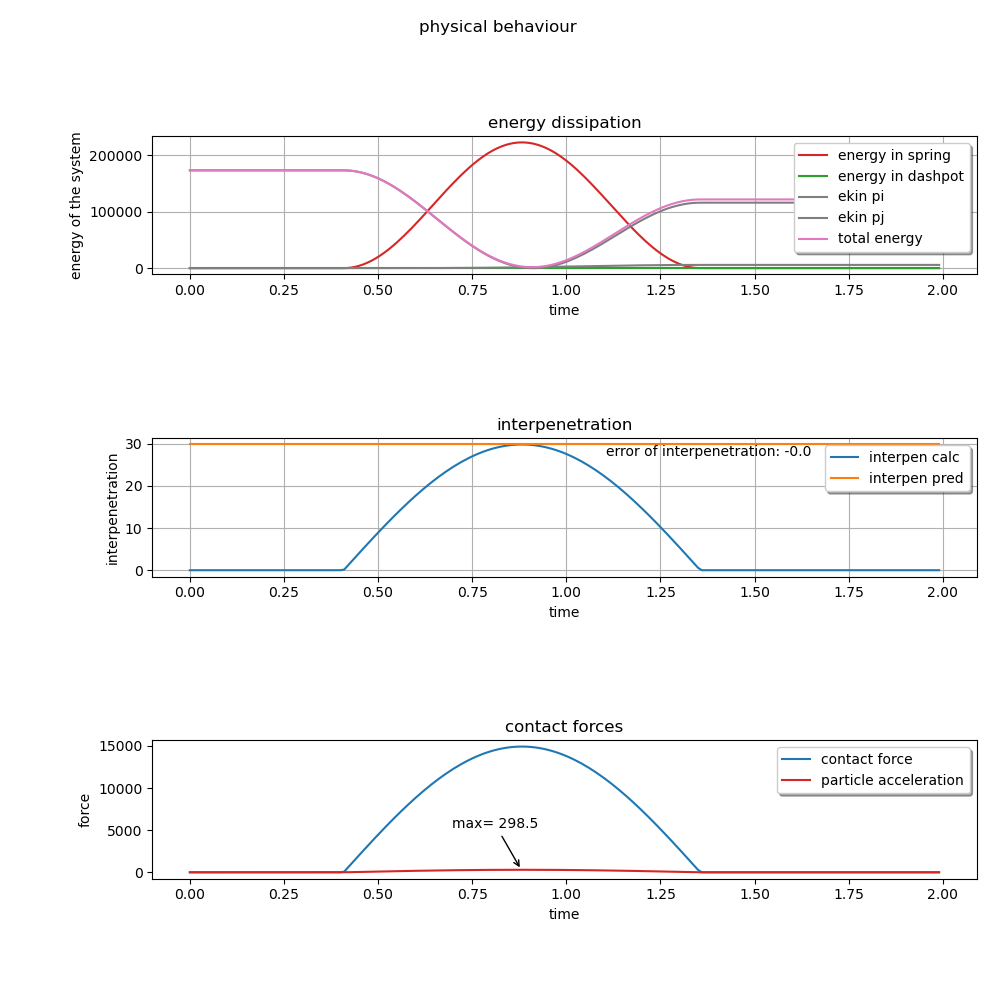 physical behaviour
energy dissipation
energy of the system
200000
100000
0
energy in spring
energy in dashpot
ekin pi
ekin pj
total energy
0.00 0.25 0.50 0.75 1.00 1.25 1.50 1.75 2.00
time
interpenetration
interpenetration
30
20
10
0
error of interpenetration: -0.0
interpen calc
interpen pred
0.00 0.25 0.50 0.75 1.00 1.25 1.50 1.75 2.00
time
contact forces
force
15000
10000
5000
0
max= 298.5
contact force
particle acceleration
0.00 0.25 0.50 0.75 1.00 1.25 1.50 1.75 2.00
time